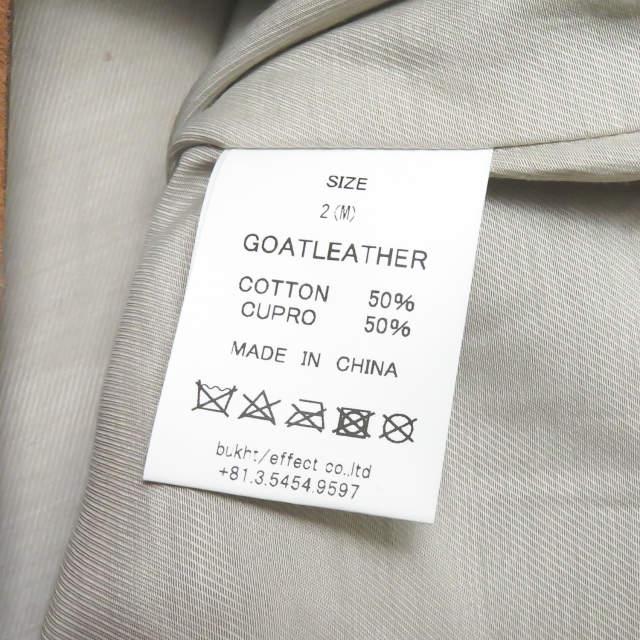 SIZE
2(M)
GOATLEATHER
COTTON 50%
CUPRO 50%
MADE IN CHINA
bukht/effect co.,ltd
+81.3.5454.9597